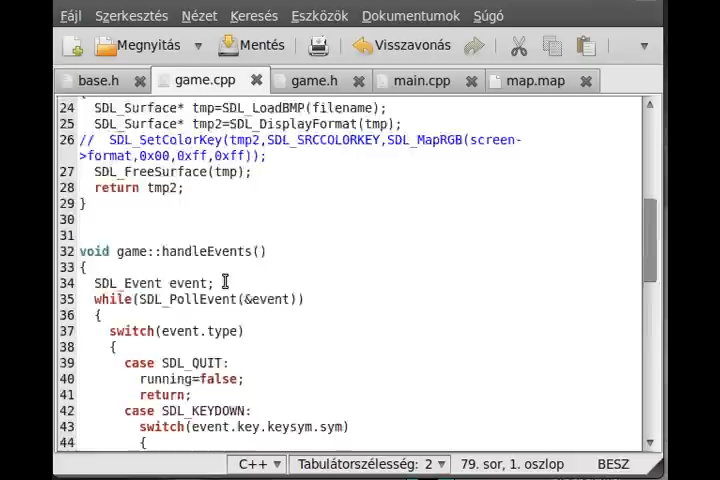 Fájl Szerkesztés Nézet Keresés Eszközök Dokumentumok Súgó
Megnyitás Mentés Visszavonás
base.h game.cpp game.h main.cpp map.map
24 SDL_Surface* tmp=SDL_LoadBMP(filename);
25 SDL_Surface* tmp2=SDL_DisplayFormat(tmp);
26 // SDL_SetColorKey(tmp2,SDL_SRCCOLORKEY,SDL_MapRGB(screen-
>format,0x00,0xff,0xff));
27 SDL_FreeSurface(tmp);
28 return tmp2;
29 }
30
31
32 void game::handleEvents()
33 {
34 SDL_Event event;
35 while(SDL_PollEvent(&event))
36 {
37 switch(event.type)
38 {
39 case SDL_QUIT:
40 running=false;
41 return;
42 case SDL_KEYDOWN:
43 switch(event.key.keysym.sym)
44 {
C++ Tabulátorszélesség: 2 79. sor, 1. oszlop BESZ